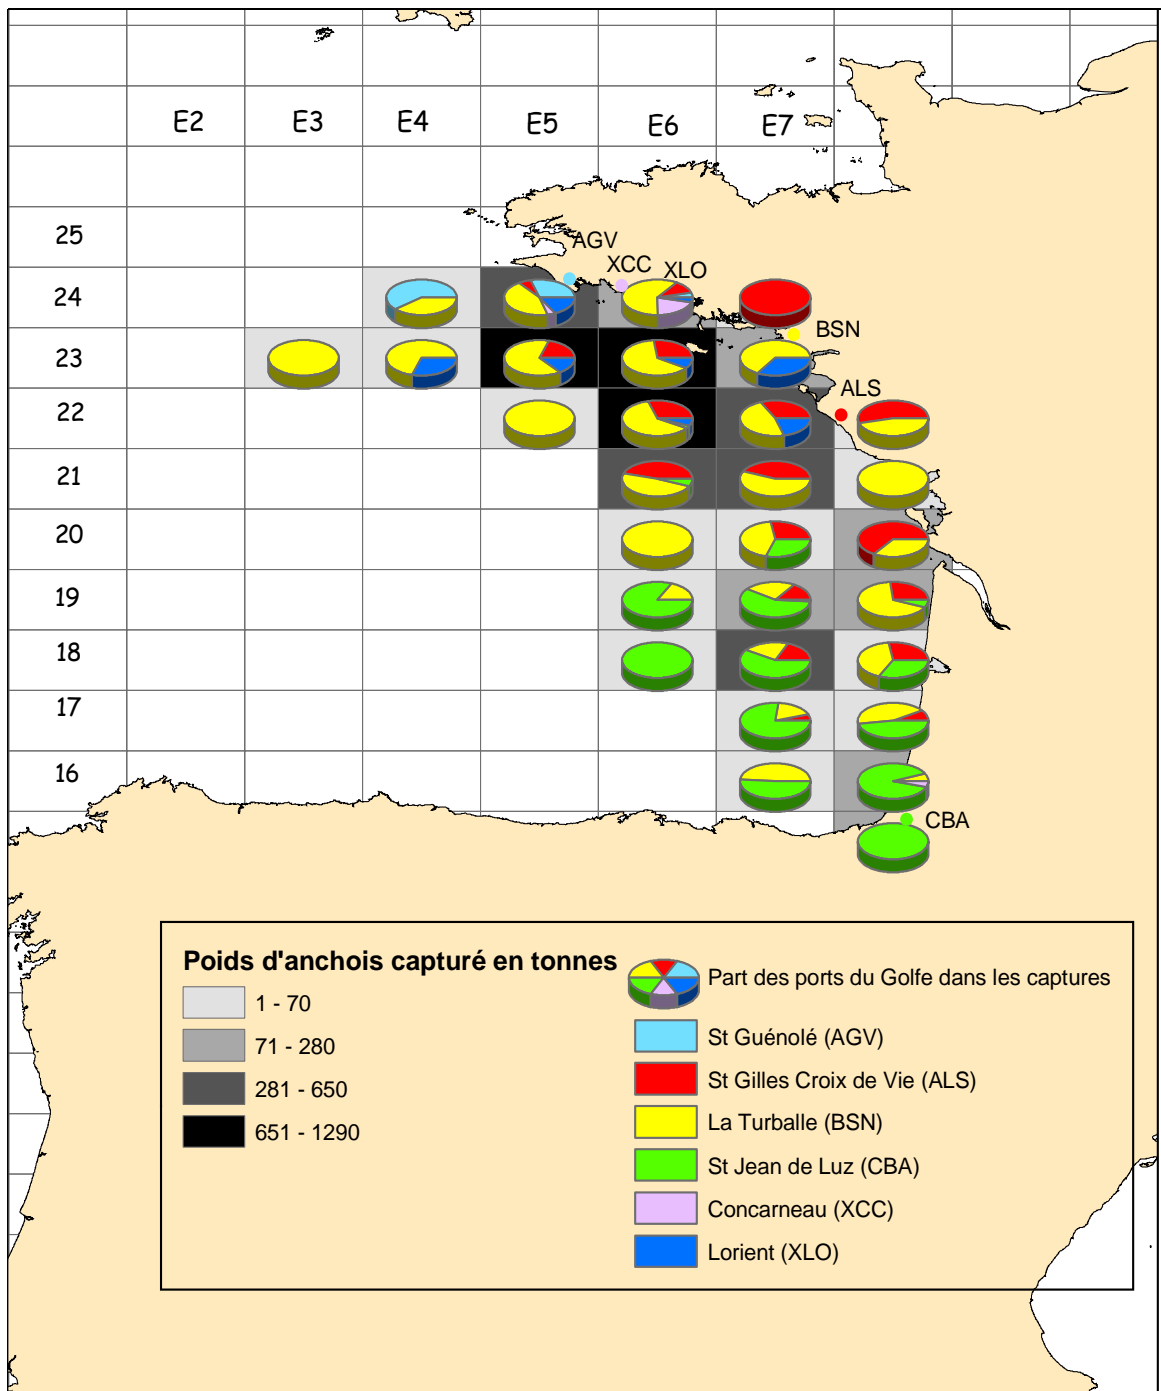 E2 E3 E4 E5 E6 E7
25
AGV
XCC XLO
24
BSN
23
ALS
22
21
20
19
18
17
16
CBA
Poids d'anchois capturé en tonnes
1 - 70
71 - 280
281 - 650
651 - 1290
Part des ports du Golfe dans les captures
St Guénolé (AGV)
St Gilles Croix de Vie (ALS)
La Turballe (BSN)
St Jean de Luz (CBA)
Concarneau (XCC)
Lorient (XLO)